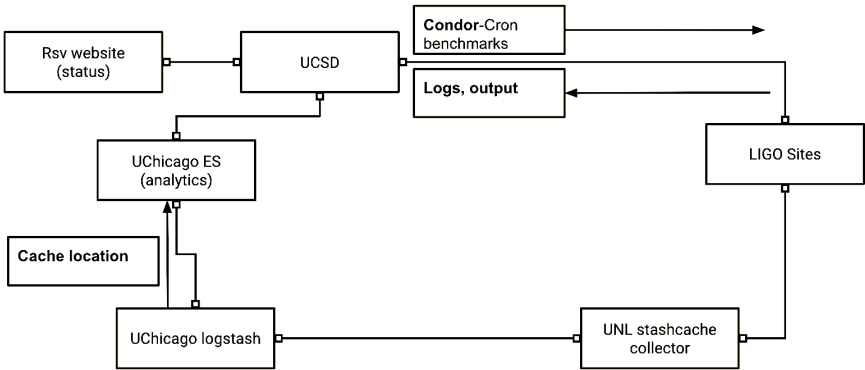 Rsv website
(status)
UCSD
Condor-Cron
benchmarks
Logs, output
LIGO Sites
UChicago ES
(analytics)
Cache location
UChicago logstash
UNL stashcache
collector